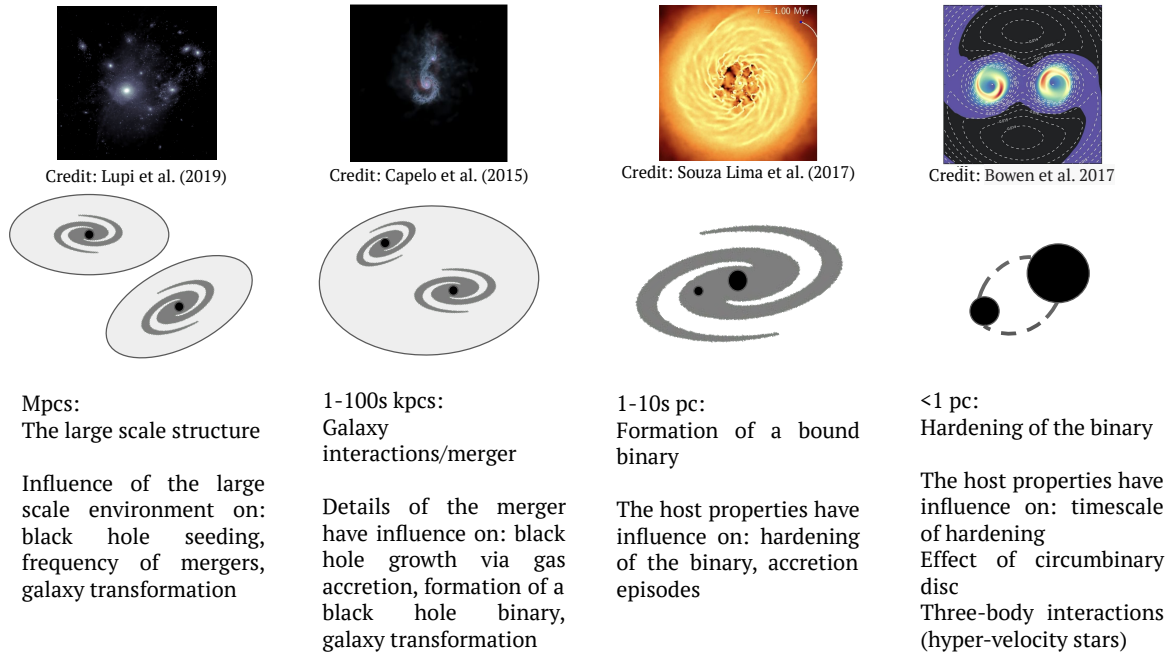 t = 1.00 Myr
Credit: Lupi et al. (2019)
Credit: Capelo et al. (2015)
Credit: Souza Lima et al. (2017)
Credit: Bowen et al. 2017
Mpcs:
The large scale structure
Influence of the large
scale environment on:
black hole seeding,
frequency of mergers,
galaxy transformation
1-100s kpcs:
Galaxy
interactions/merger
Details of the merger
have influence on: black
hole growth via gas
accretion, formation of a
black hole binary,
galaxy transformation
1-10s pc:
Formation of a bound
binary
The host properties have
influence on: hardening
of the binary, accretion
episodes
<1 pc:
Hardening of the binary
The host properties have
influence on: timescale
of hardening
Effect of circumbinary
disc
Three-body interactions
(hyper-velocity stars)